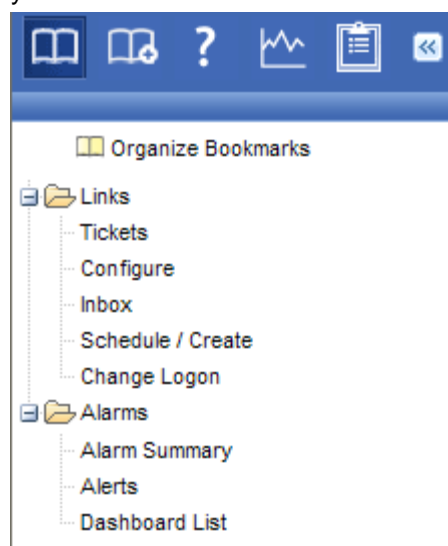 y
?
Organize Bookmarks
Links
Tickets
Configure
Inbox
Schedule / Create
Change Logon
Alarms
Alarm Summary
Alerts
Dashboard List